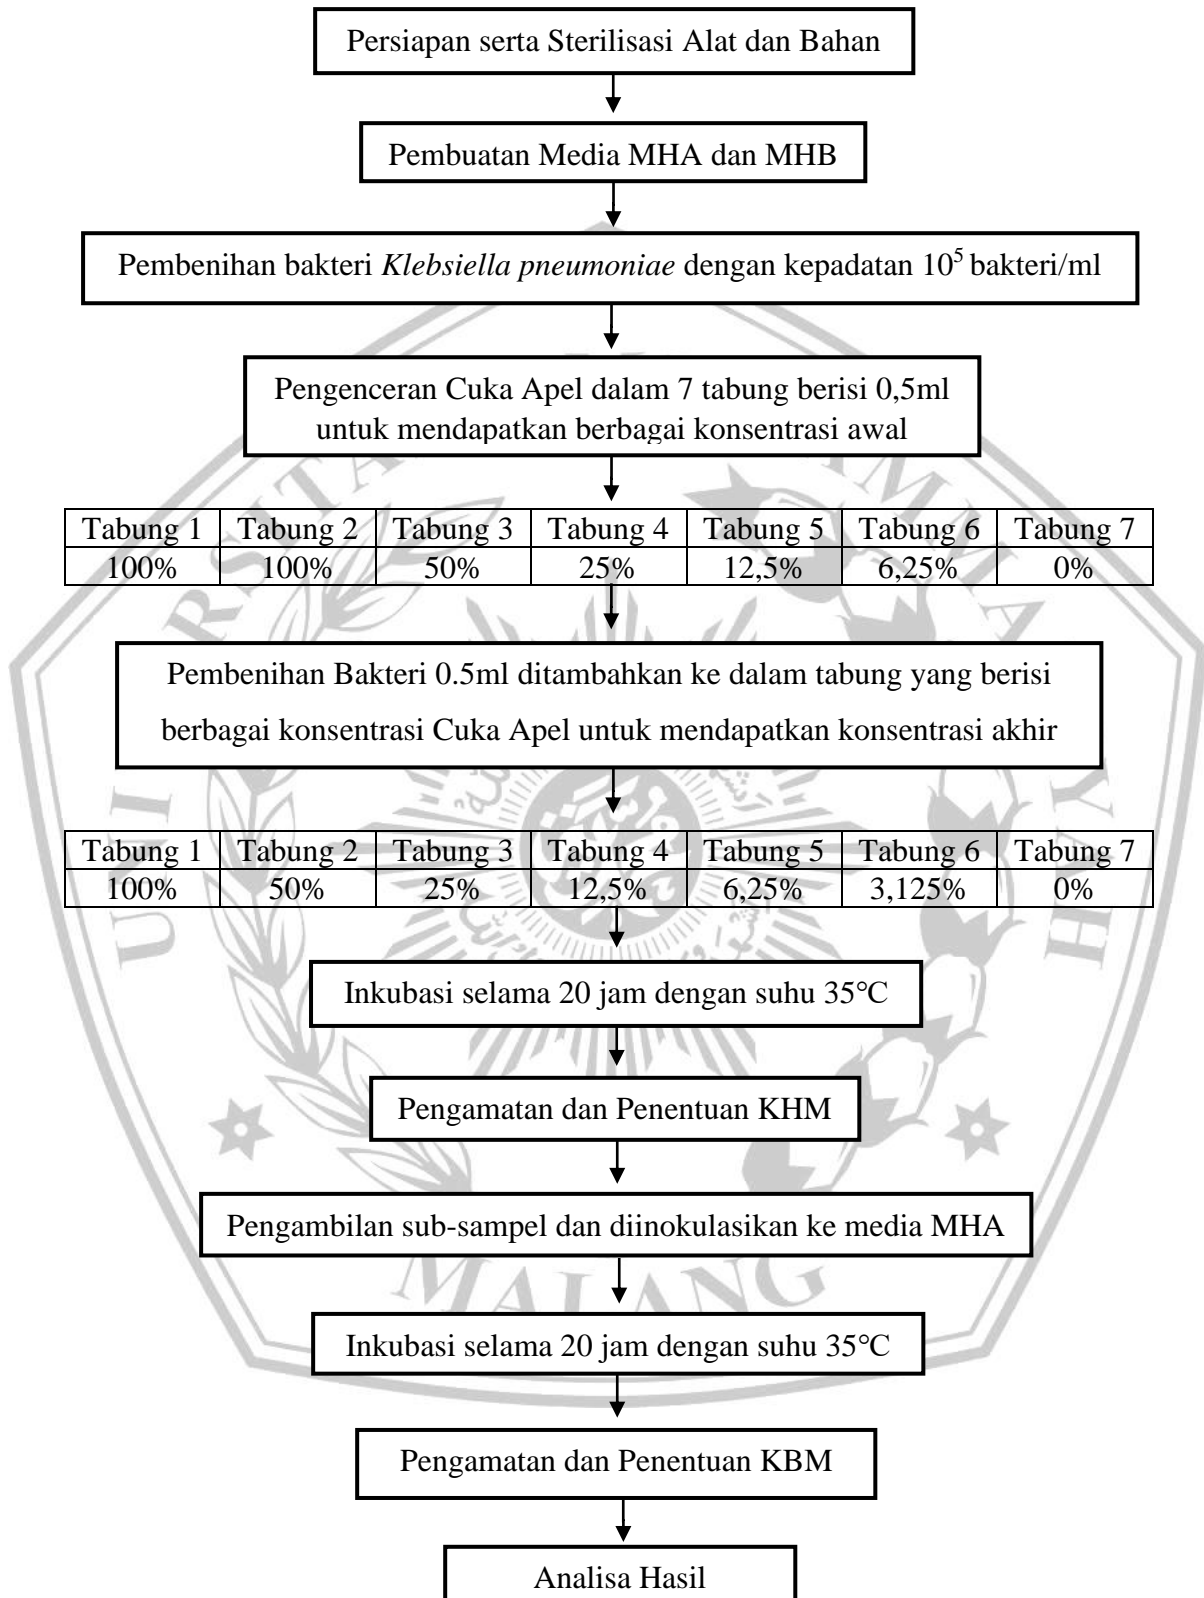 Persiapan serta Sterilisasi Alat dan Bahan
Pembuatan Media MHA dan MHB
Pembenihan bakteri Klebsiella pneumoniae dengan kepadatan 10⁵ bakteri/ml
Pengenceran Cuka Apel dalam 7 tabung berisi 0,5ml
untuk mendapatkan berbagai konsentrasi awal
Tabung 1 Tabung 2 Tabung 3 Tabung 4 Tabung 5 Tabung 6 Tabung 7
100% 100% 50% 25% 12,5% 6,25% 0%
Pembenihan Bakteri 0.5ml ditambahkan ke dalam tabung yang berisi
berbagai konsentrasi Cuka Apel untuk mendapatkan konsentrasi akhir
Tabung 1 Tabung 2 Tabung 3 Tabung 4 Tabung 5 Tabung 6 Tabung 7
100% 50% 25% 12,5% 6,25% 3,125% 0%
Inkubasi selama 20 jam dengan suhu 35°C
Pengamatan dan Penentuan KHM
Pengambilan sub-sampel dan diinokulasikan ke media MHA
MALANG
Inkubasi selama 20 jam dengan suhu 35°C
Pengamatan dan Penentuan KBM
Analisa Hasil